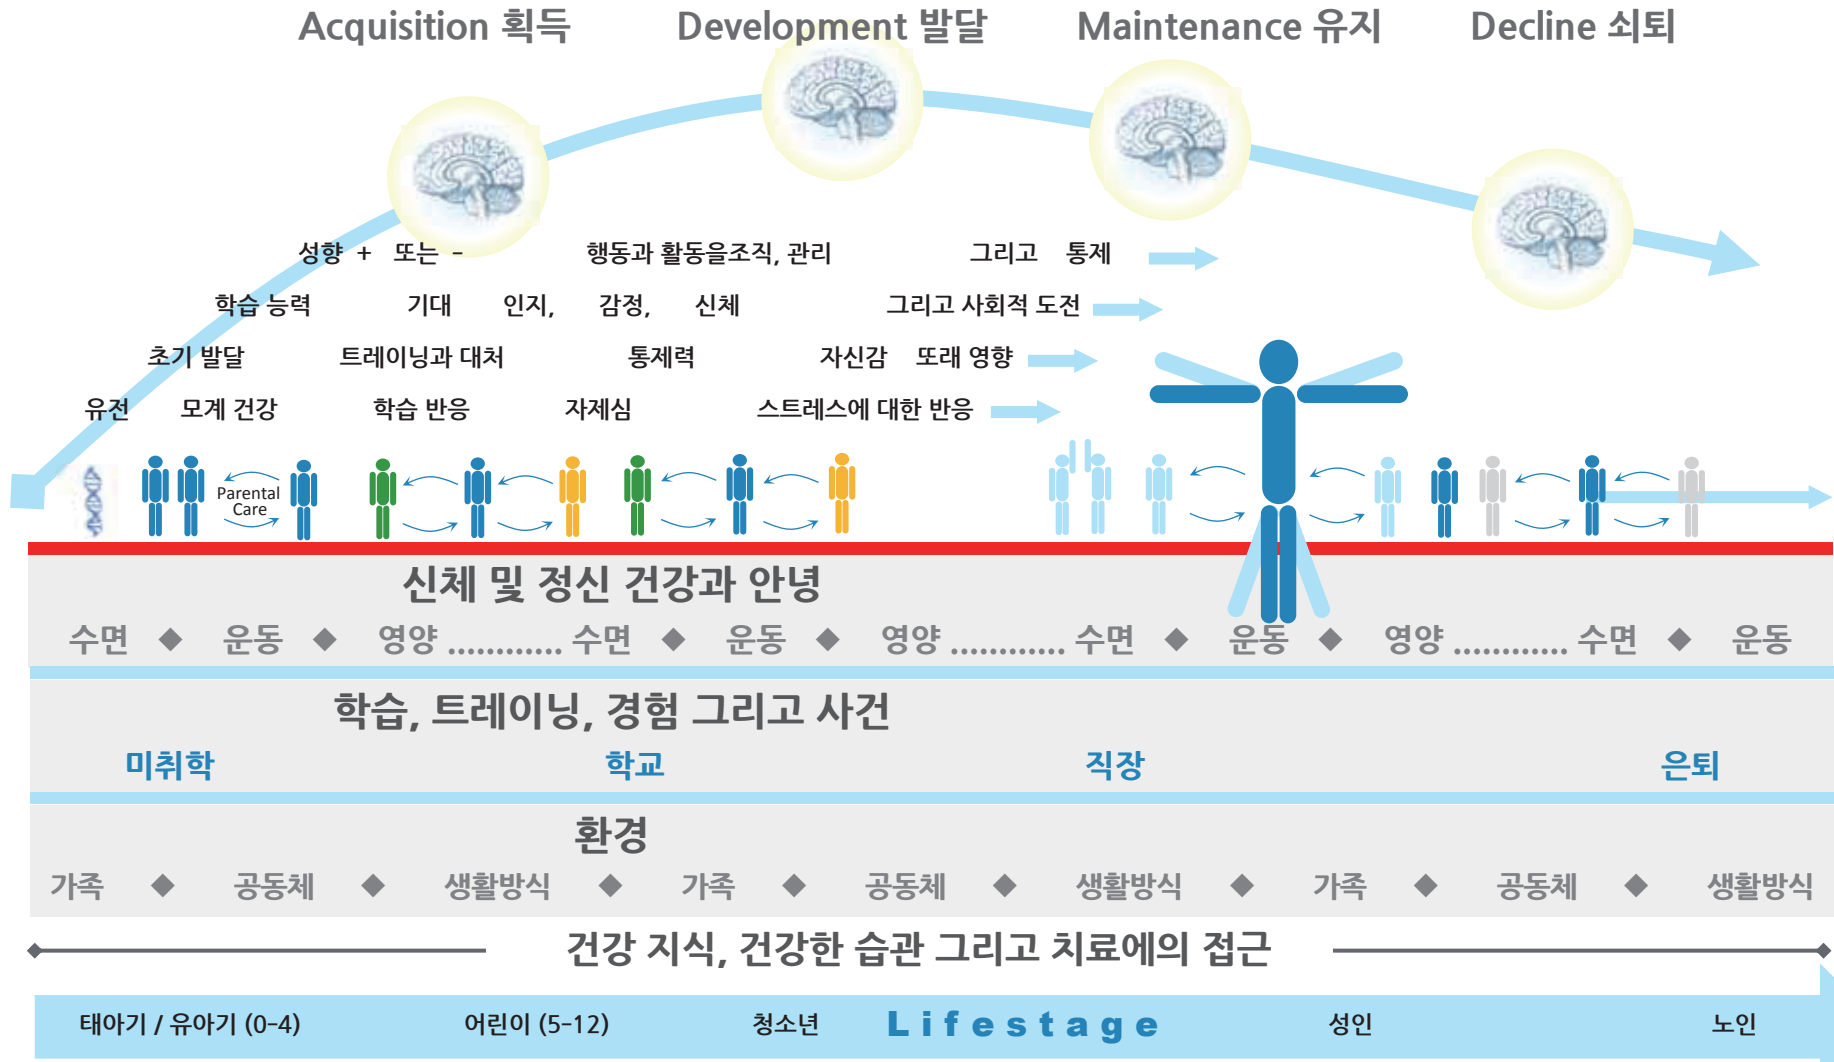 Acquisition 획득 Development 발달 Maintenance 유지 Decline 쇠퇴
성향 + 또는 - 행동과 활동을조직, 관리 그리고 통제
학습 능력 기대 인지, 감정, 신체 그리고 사회적 도전
초기 발달 트레이닝과 대처 통제력 자신감 또래 영향
유전 모계 건강 학습 반응 자제심 스트레스에 대한 반응
Parental
Care
신체 및 정신 건강과 안녕
수면 ◆ 운동 ◆ 영양 ............ 수면 ◆ 운동 ◆ 영양 ............ 수면 ◆ 운동 ◆ 영양 ............ 수면 ◆ 운동
학습, 트레이닝, 경험 그리고 사건
미취학 학교 직장 은퇴
환경
가족 ◆ 공동체 ◆ 생활방식 ◆ 가족 ◆ 공동체 ◆ 생활방식 ◆ 가족 ◆ 공동체 ◆ 생활방식
건강 지식, 건강한 습관 그리고 치료에의 접근
태아기 / 유아기 (0-4) 어린이 (5-12) 청소년 Lifestage 성인 노인